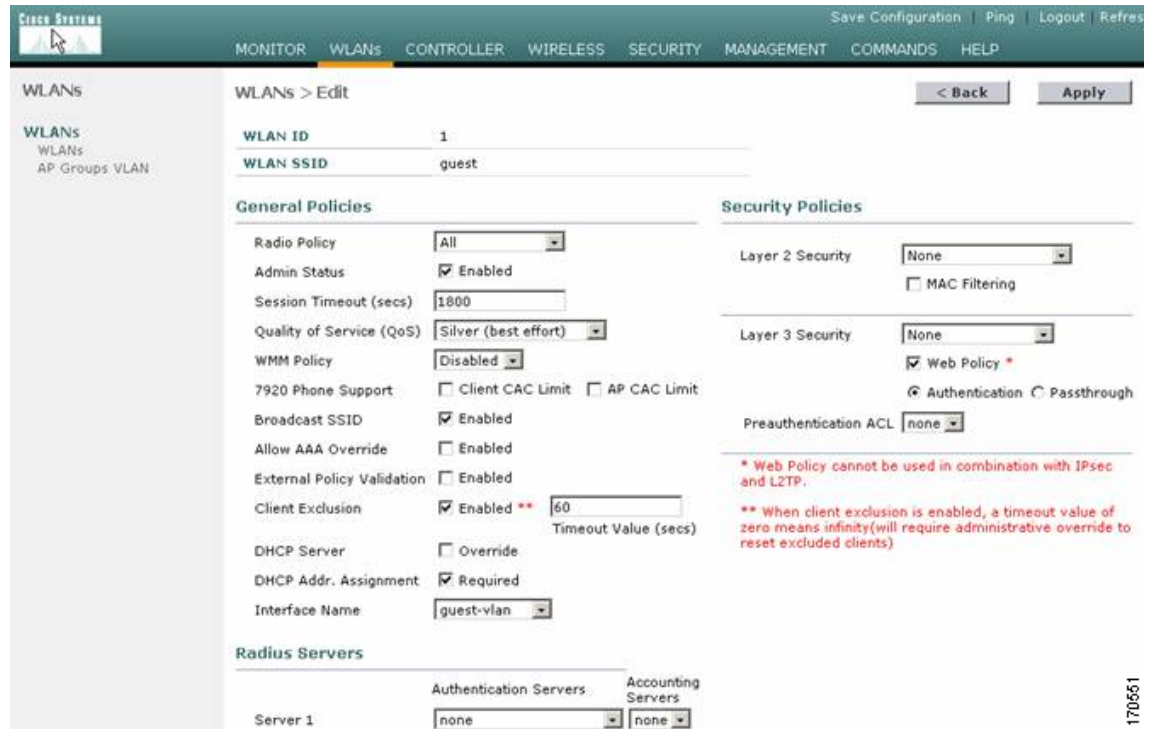 CISCO SYSTEMS
Save Configuration Ping Logout Refres
MONITOR WLANs CONTROLLER WIRELESS SECURITY MANAGEMENT COMMANDS HELP
WLANs
WLANs
WLANs
AP Groups VLAN
WLANs > Edit
< Back Apply
WLAN ID 1
WLAN SSID guest
General Policies
Radio Policy All
Admin Status Enabled
Session Timeout (secs) 1800
Quality of Service (QoS) Silver (best effort)
WMM Policy Disabled
7920 Phone Support Client CAC Limit AP CAC Limit
Broadcast SSID Enabled
Allow AAA Override Enabled
External Policy Validation Enabled
Client Exclusion Enabled ** 60
Timeout Value (secs)
DHCP Server Override
DHCP Addr. Assignment Required
Interface Name guest-vlan
Security Policies
Layer 2 Security None
MAC Filtering
Layer 3 Security None
Web Policy *
Authentication Passthrough
Preauthentication ACL none
* Web Policy cannot be used in combination with IPsec
and L2TP.
** When client exclusion is enabled, a timeout value of
zero means infinity(will require administrative override to
reset excluded clients)
Radius Servers
Authentication Servers Accounting
Servers
Server 1 none none
170551